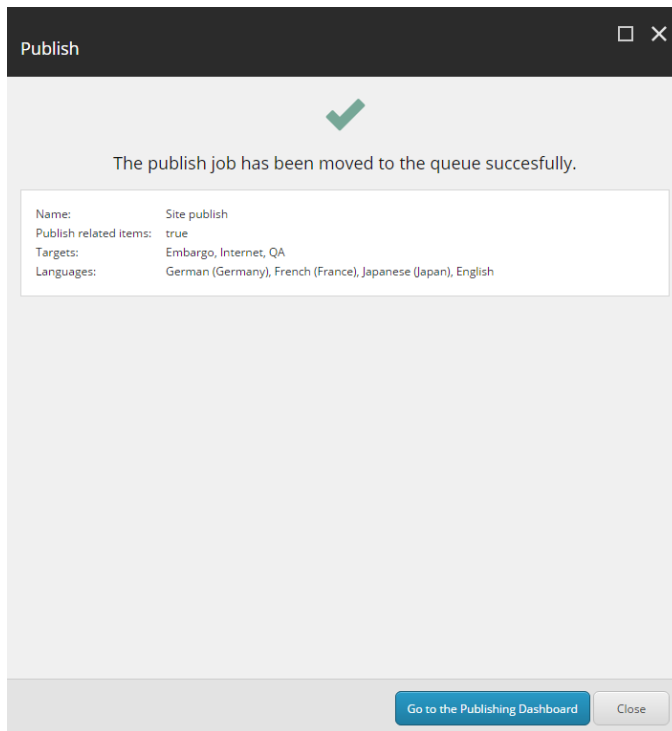 Publish
The publish job has been moved to the queue succesfully.
Name: Site publish
Publish related items: true
Targets: Embargo, Internet, QA
Languages: German (Germany), French (France), Japanese (Japan), English
Go to the Publishing Dashboard Close